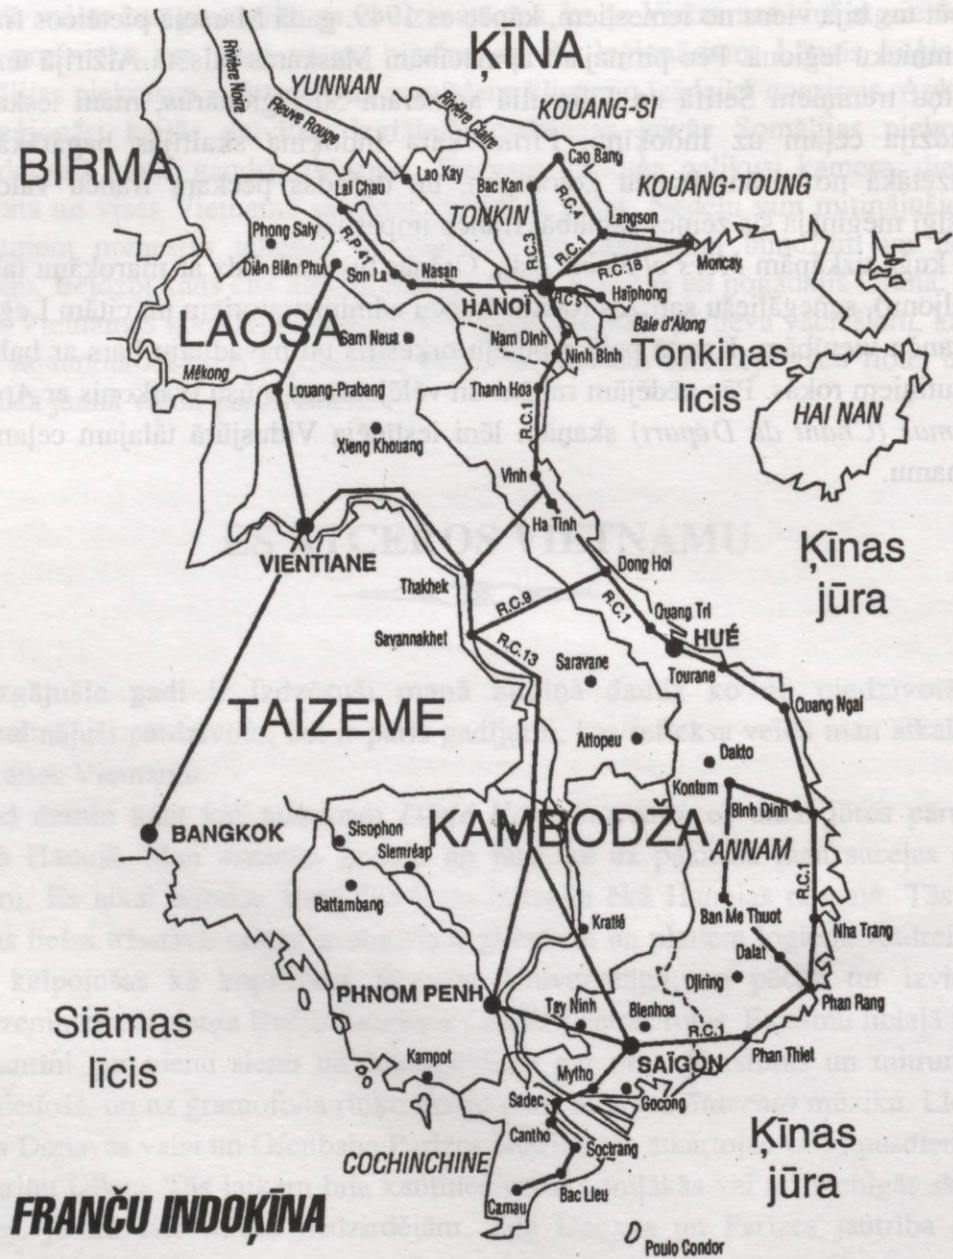 ĶĪNA
YUNNAN
Rivière Noire
Fleuve Rouge
Rivière Claire
KOUANG-SI
BIRMA
Cao Bang
Lao Kay
Lai Chau
Bac Kan
R.C.4
KOUANG-TOUNG
TONKIN
Langson
Phong Saly
R.P.41
R.C.3
R.C.1
Moncay
R.C.18
Diên Biên Phu
Son La
Nasan
HANOÏ
R.C.5
Haïphong
LAOSA
Sam Neua
Nam Dinh
Baie d'Along
Ninh Binh
Tonkinas
līcis
Mékong
Louang-Prabang
Thanh Hoa
HAI NAN
R.C.1
Xieng Khouang
Vinh
Ha Tinh
VIENTIANE
Ķīnas
jūra
Thakhek
Dong Hoi
R.C.9
R.C.1
Quang Tri
Savannakhet
R.C.13
HUÉ
Saravane
Tourane
TAIZEME
Quang Ngai
Attopeu
Dakto
Kontum
Binh Dinh
BANGKOK
Sisophon
KAMBODŽA
Siemréap
ANNAM
R.C.1
Battambang
Kratié
Ban Me Thuot
Nha Trang
Dalat
Djiring
PHNOM PENH
Phan Rang
Siāmas
līcis
Tay Ninh
Bienhoa
R.C.1
Kampot
SAÏGON
Phan Thiet
Mytho
Sadec
Gocong
Cantho
Soctrang
Ķīnas
jūra
COCHINCHINE
Bac Lieu
Camau
FRANČU INDOĶĪNA
Poulo Condor